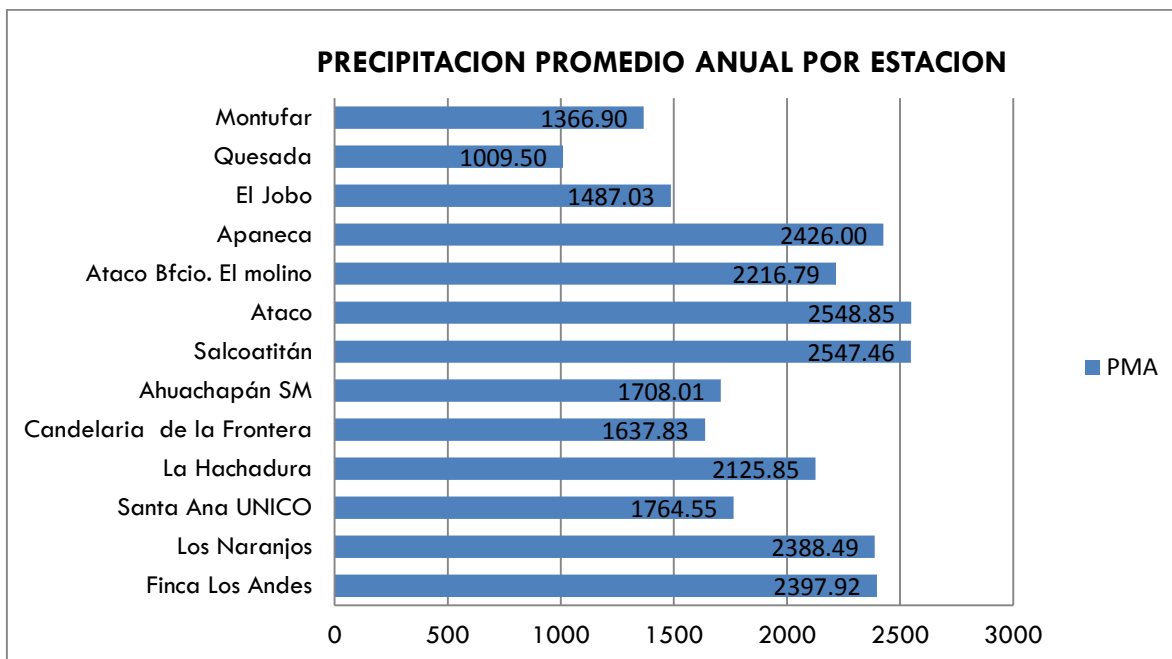 PRECIPITACION PROMEDIO ANUAL POR ESTACION
Montufar 1366.90
Quesada 1009.50
El Jobo 1487.03
Apaneca 2426.00
Ataco Bfcio. El molino 2216.79
Ataco 2548.85
Salcoatitán 2547.46
Ahuachapán SM 1708.01
Candelaria  de la Frontera 1637.83
La Hachadura 2125.85
Santa Ana UNICO 1764.55
Los Naranjos 2388.49
Finca Los Andes 2397.92
0 500 1000 1500 2000 2500 3000
PMA